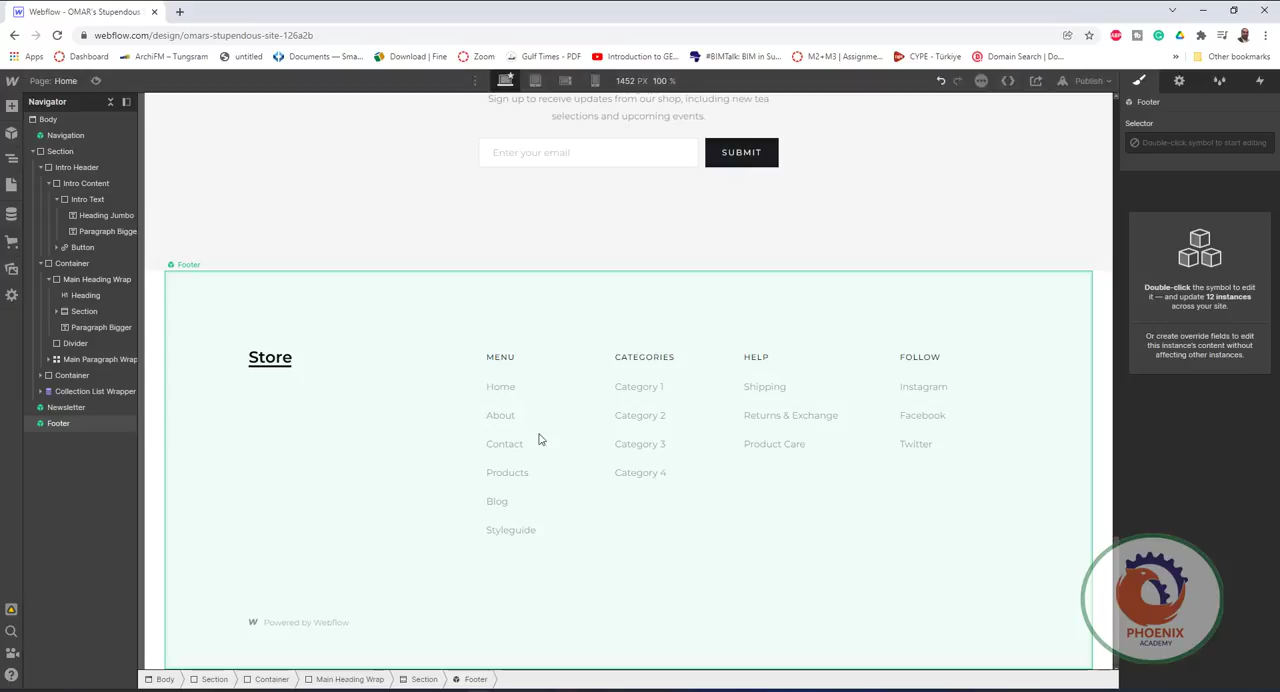 Webflow - OMAR's Stupendous
webflow.com/design/omars-stupendous-site-126a2b
Apps
Dashboard
ArchiFM – Tungsram
untitled
Documents — Sma...
Download | Fine
Zoom
Gulf Times - PDF
Introduction to GE...
#BIMTalk: BIM in Su...
M2+M3 | Assignme...
CYPE - Türkiye
Domain Search | Do...
»
Other bookmarks
Page: Home
1452 PX 100 %
Publish
Navigator
Body
Navigation
Section
Intro Header
Intro Content
Intro Text
Heading Jumbo
Paragraph Bigge
Button
Container
Main Heading Wrap
H1 Heading
Section
Paragraph Bigger
Divider
Main Paragraph Wrap
Container
Collection List Wrapper
Newsletter
Footer
Sign up to receive updates from our shop, including new tea
selections and upcoming events.
Enter your email
SUBMIT
Footer
Store
MENU
Home
About
Contact
Products
Blog
Styleguide
CATEGORIES
Category 1
Category 2
Category 3
Category 4
HELP
Shipping
Returns & Exchange
Product Care
FOLLOW
Instagram
Facebook
Twitter
Powered by Webflow
Footer
Selector
Double-click symbol to start editing
Double-click the symbol to edit
it — and update 12 instances
across your site.
Or create override fields to edit
this instance's content without
affecting other instances.
PHOENIX
ACADEMY
Body
Section
Container
Main Heading Wrap
Section
Footer